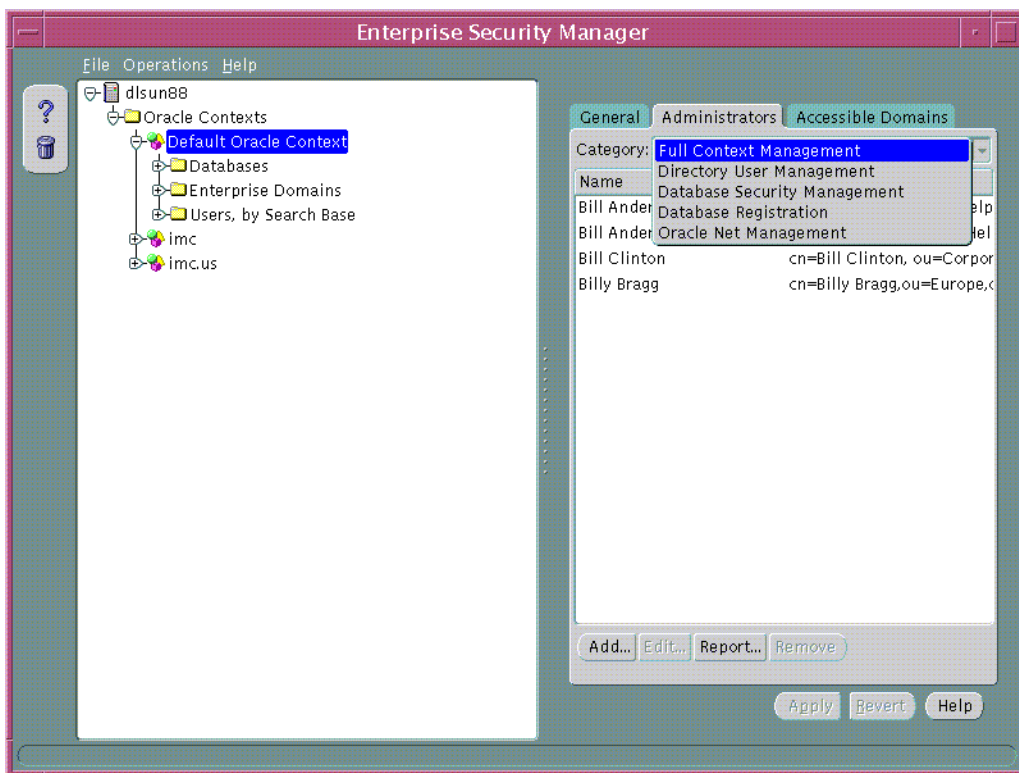 Enterprise Security Manager
File Operations Help
dlsun88
Oracle Contexts
Default Oracle Context
Databases
Enterprise Domains
Users, by Search Base
imc
imc.us
General Administrators Accessible Domains
Category: Full Context Management
Directory User Management
Database Security Management
Database Registration
Oracle Net Management
Name
Bill Ander
Bill Ander
Bill Clinton cn=Bill Clinton, ou=Corpor
Billy Bragg cn=Billy Bragg,ou=Europe,c
Add... Edit... Report... Remove
Apply Revert Help